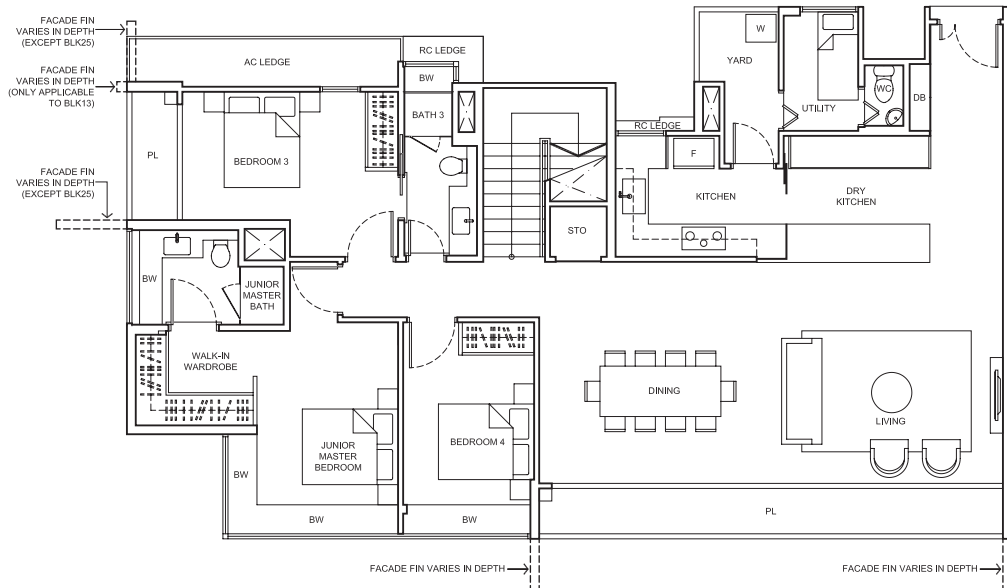 FACADE FIN
VARIES IN DEPTH
(EXCEPT BLK25)
FACADE FIN
VARIES IN DEPTH
(ONLY APPLICABLE
TO BLK13)
FACADE FIN
VARIES IN DEPTH
(EXCEPT BLK25)
AC LEDGE
RC LEDGE
BW
BATH 3
BEDROOM 3
PL
YARD
W
UTILITY
WC
DB
RC LEDGE
F
KITCHEN
DRY
KITCHEN
STO
BW
JUNIOR
MASTER
BATH
WALK-IN
WARDROBE
JUNIOR
MASTER
BEDROOM
BEDROOM 4
BW
BW
BW
DINING
LIVING
PL
FACADE FIN VARIES IN DEPTH
FACADE FIN VARIES IN DEPTH